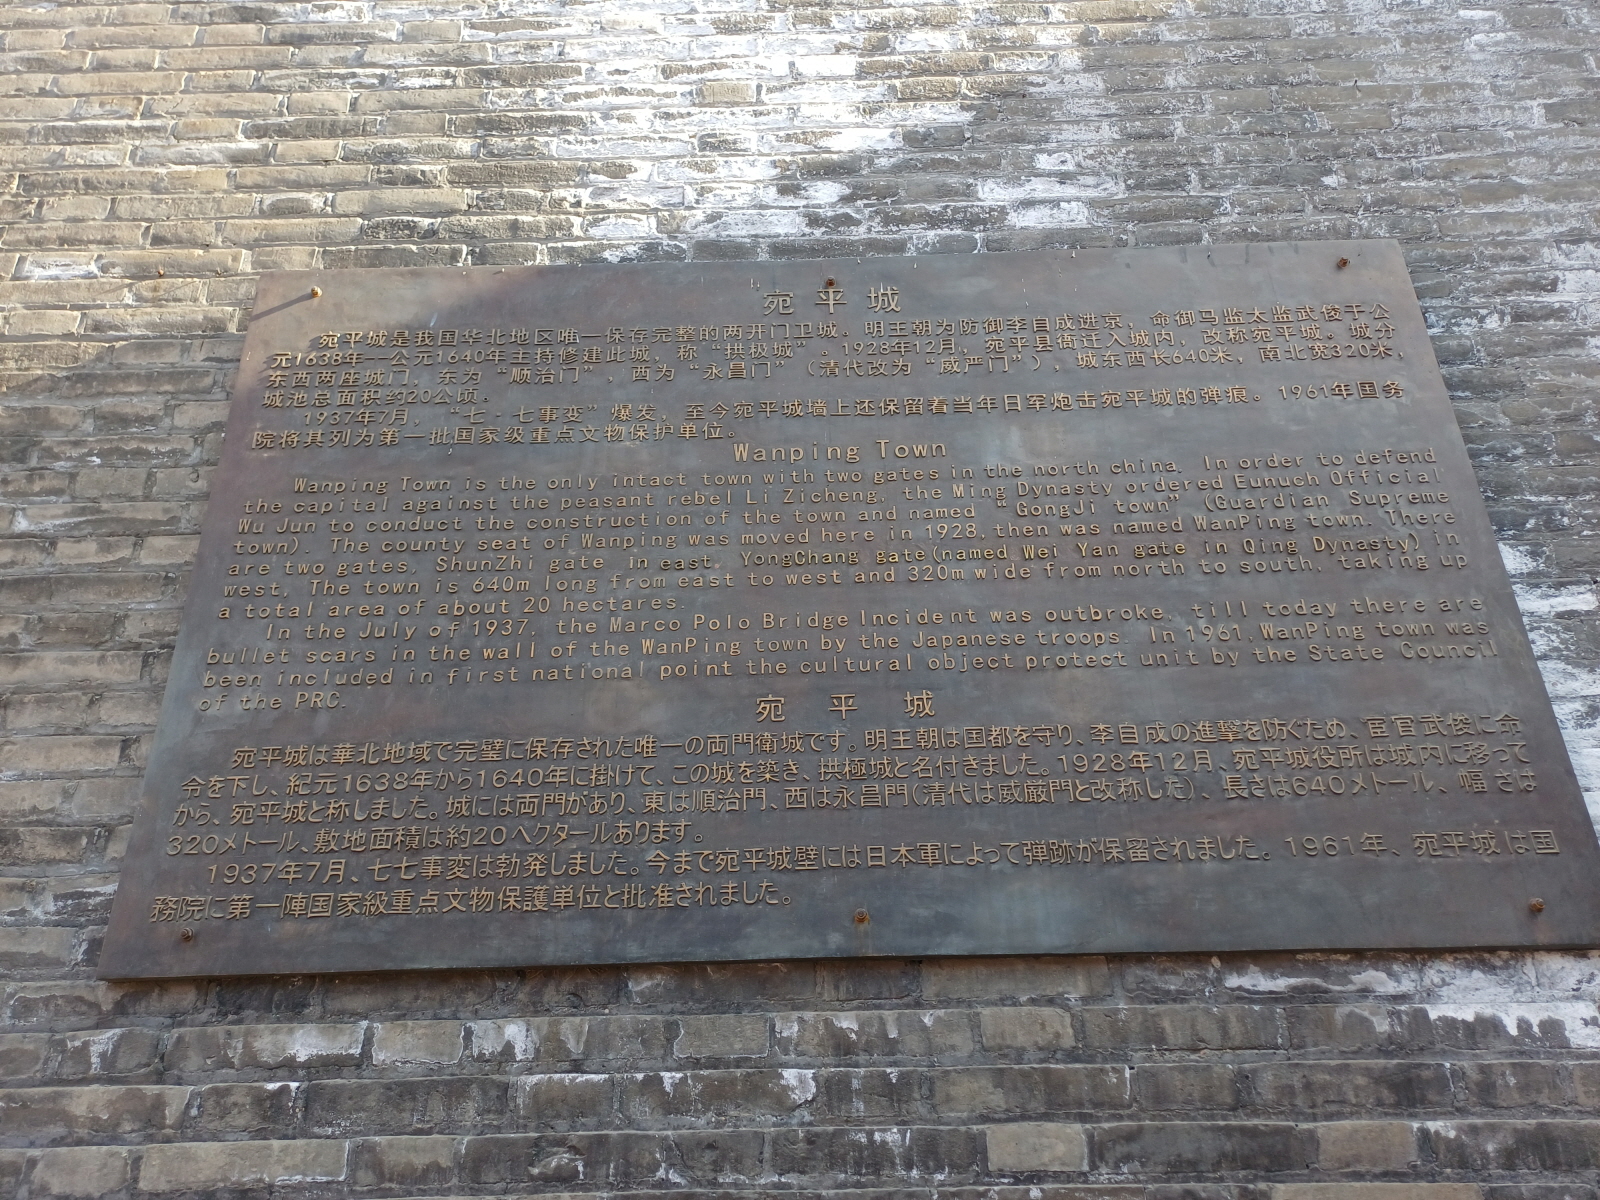 宛平城
宛平城是我国华北地区唯一保存完整的两开门卫城。明王朝为防御李自成进京，命御马监太监武俊于公
元1638年—公元1640年主持修建此城，称“拱极城”。1928年12月，宛平县衙迁入城内，改称宛平城。城分
东西两座城门，东为“顺治门”，西为“永昌门”（清代改为“威严门”），城东西长640米，南北宽320米，
城池总面积约20公顷。
1937年7月，“七·七事变”爆发，至今宛平城墙上还保留着当年日军炮击宛平城的弹痕。1961年国务
院将其列为第一批国家级重点文物保护单位。
Wanping Town
Wanping Town is the only intact town with two gates in the north china. In order to defend
the capital against the peasant rebel Li Zicheng, the Ming Dynasty ordered Eunuch Official
Wu Jun to conduct the construction of the town and named “GongJi town” (Guardian Supreme
town). The county seat of Wanping was moved here in 1928, then was named WanPing town. There
are two gates, ShunZhi gate in east, YongChang gate(named Wei Yan gate in Qing Dynasty) in
west, The town is 640m long from east to west and 320m wide from north to south, taking up
a total area of about 20 hectares.
In the July of 1937, the Marco Polo Bridge Incident was outbroke, till today there are
bullet scars in the wall of the WanPing town by the Japanese troops. In 1961, WanPing town was
been included in first national point the cultural object protect unit by the State Council
of the PRC.
宛平城
宛平城は華北地域で完璧に保存された唯一の両門衛城です。明王朝は国都を守り、李自成の進撃を防ぐため、宦官武俊に命
令を下し、紀元1638年から1640年に掛けて、この城を築き、拱極城と名付きました。1928年12月、宛平城役所は城内に移って
から、宛平城と称しました。城には両門があり、東は順治門、西は永昌門（清代は威厳門と改称した）、長さは640メトール、幅さは
320メトール、敷地面積は約20ヘクタールあります。
1937年7月、七七事変は勃発しました。今まで宛平城壁には日本軍によって弾跡が保留されました。1961年、宛平城は国
務院に第一陣国家級重点文物保護単位と批准されました。